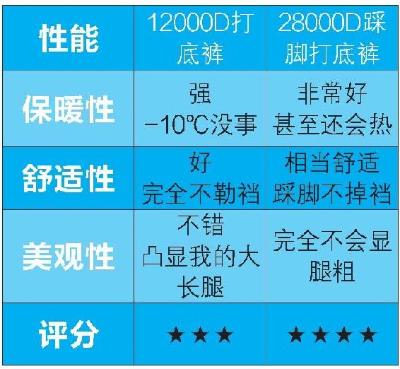 性能
12000D打
底裤
28000D踩
脚打底裤
保暖性
强
-10℃没事
非常好
甚至还会热
舒适性
好
完全不勒裆
相当舒适
踩脚不掉裆
美观性
不错
凸显我的大
长腿
完全不会显
腿粗
评分
★★★
★★★★